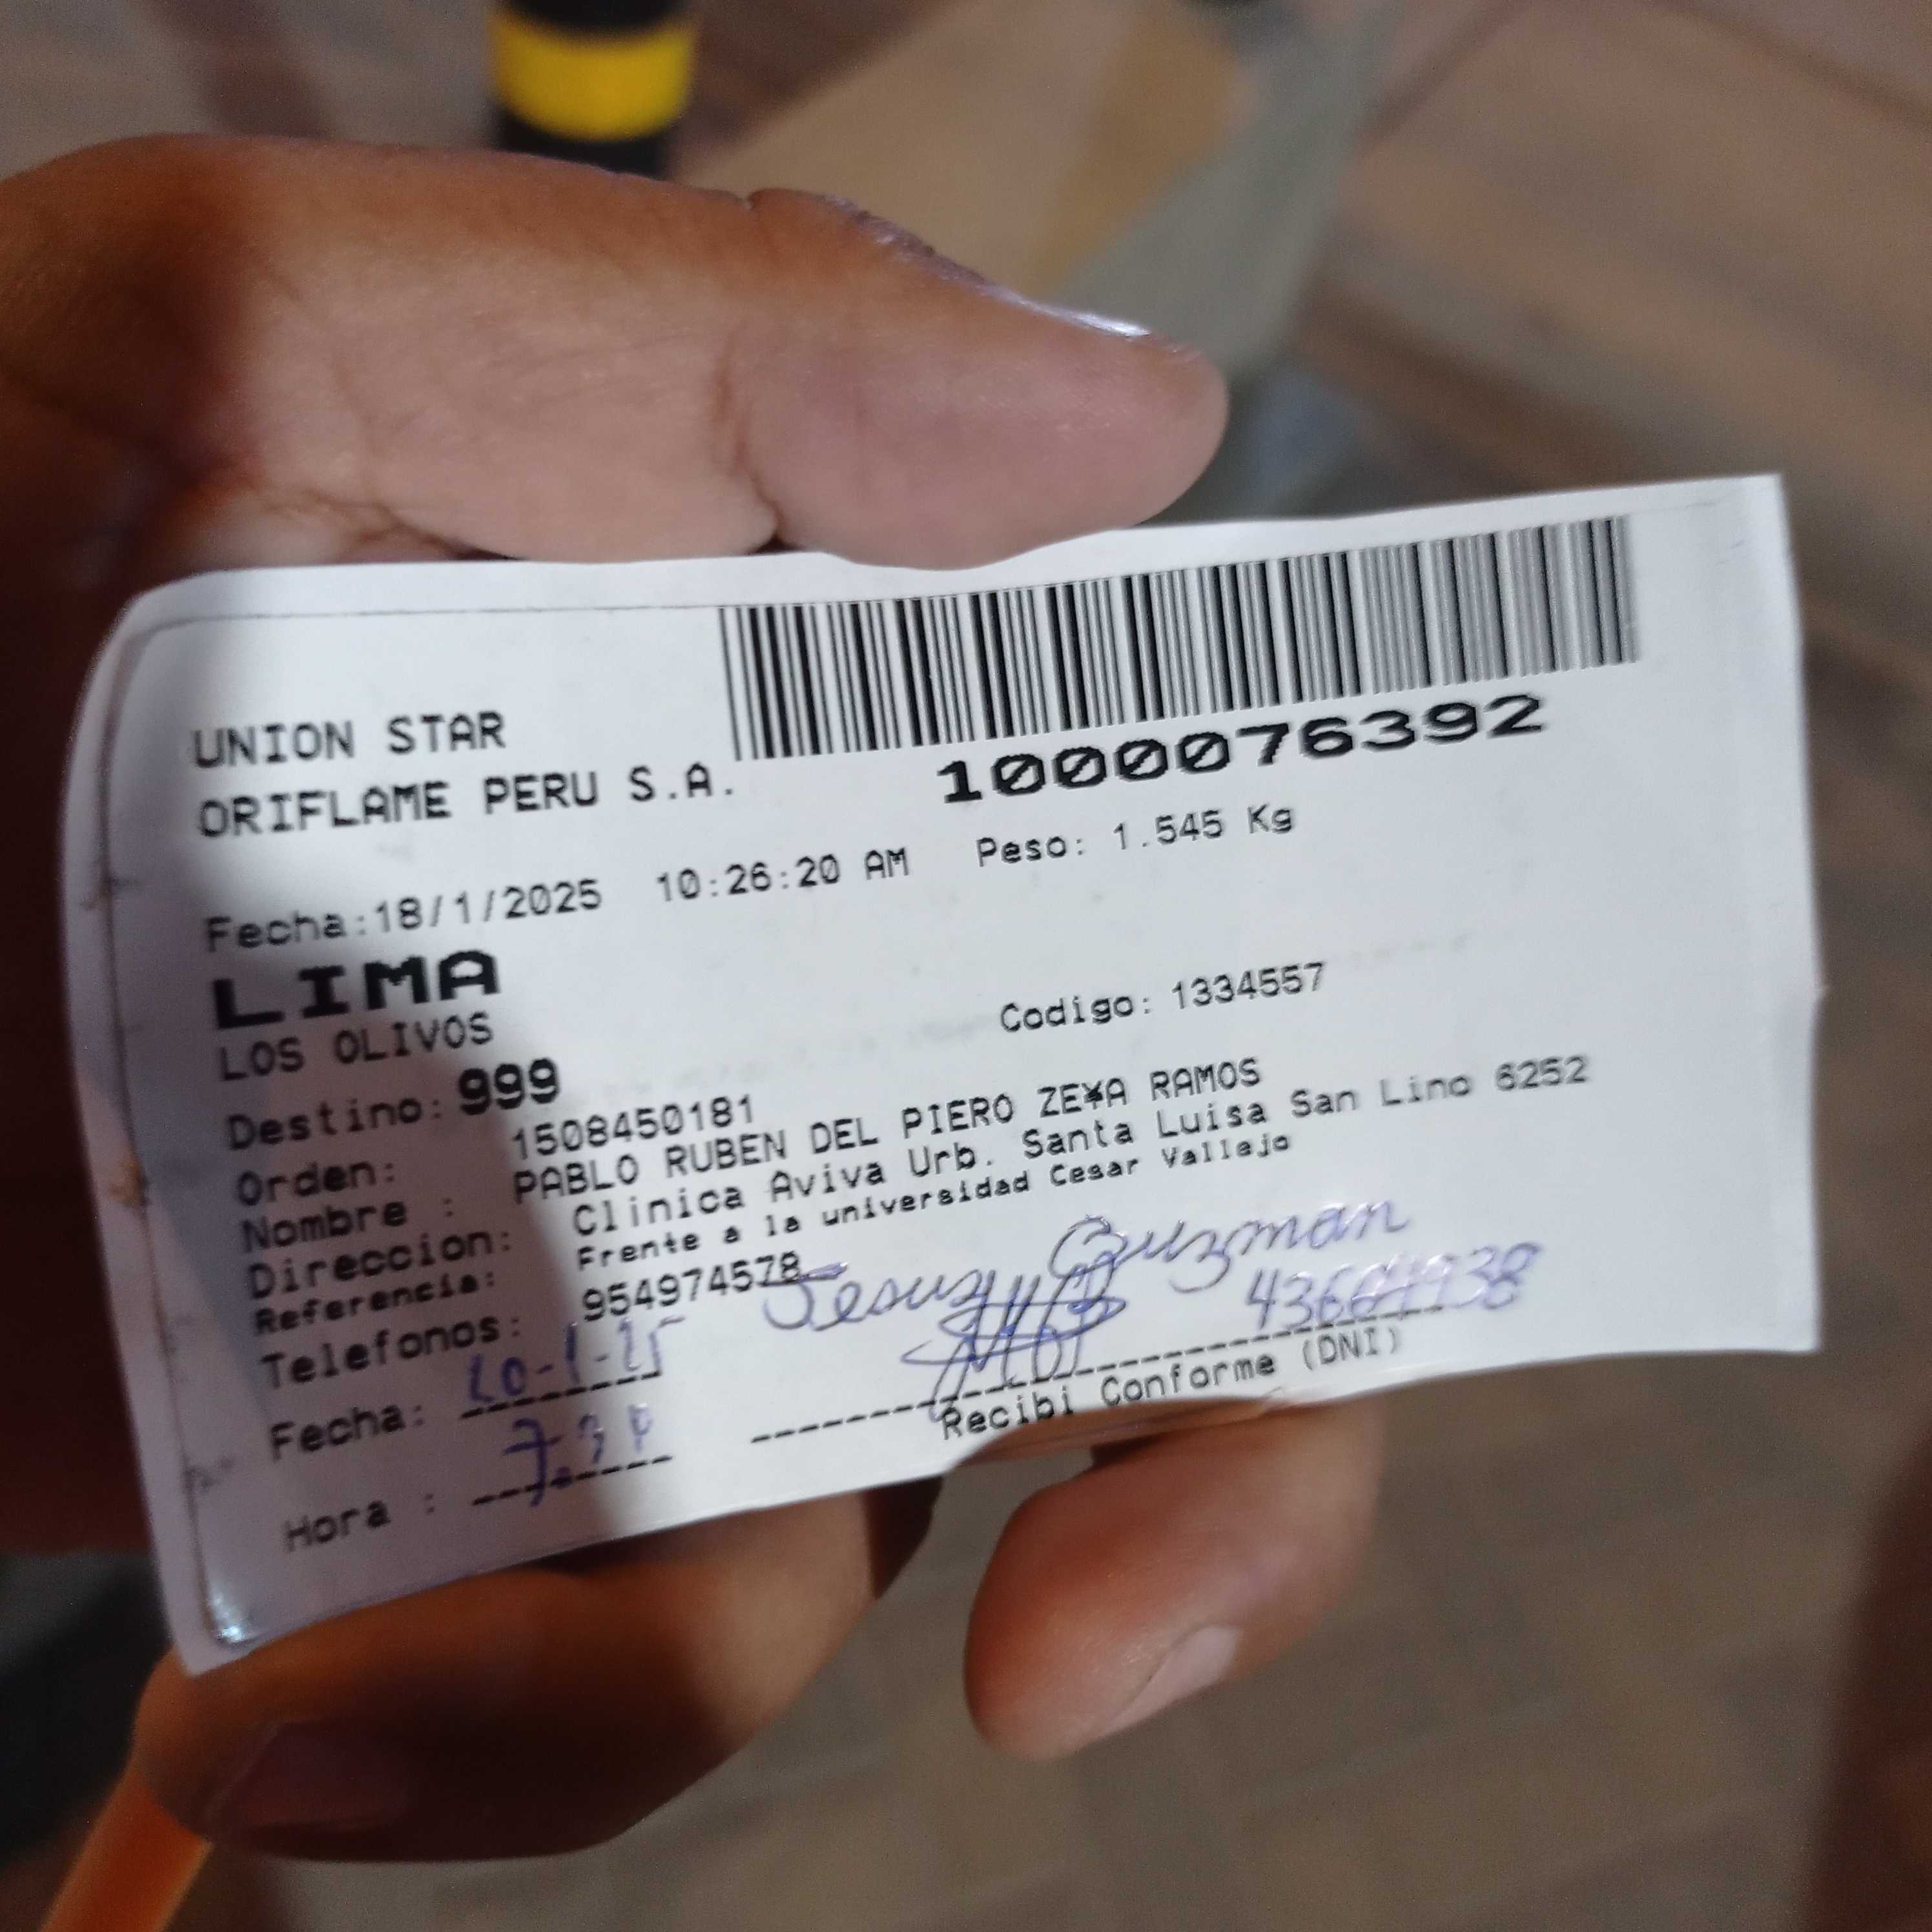 UNION STAR
ORIFLAME PERU S.A.
1000076392
Fecha:18/1/2025 10:26:20 AM Peso: 1.545 Kg
LIMA
LOS OLIVOS
Codigo: 1334557
Destino: 999
Orden: 1508450181
Nombre : PABLO RUBEN DEL PIERO ZE¥A RAMOS
Direccion: Clinica Aviva Urb. Santa Luisa San Lino 6252
Referencia: Frente a la universidad Cesar Vallejo
Telefonos: 954974578
Jesus Guzman
Fecha: 20-1-25
Recibi Conforme (DNI)
Hora :